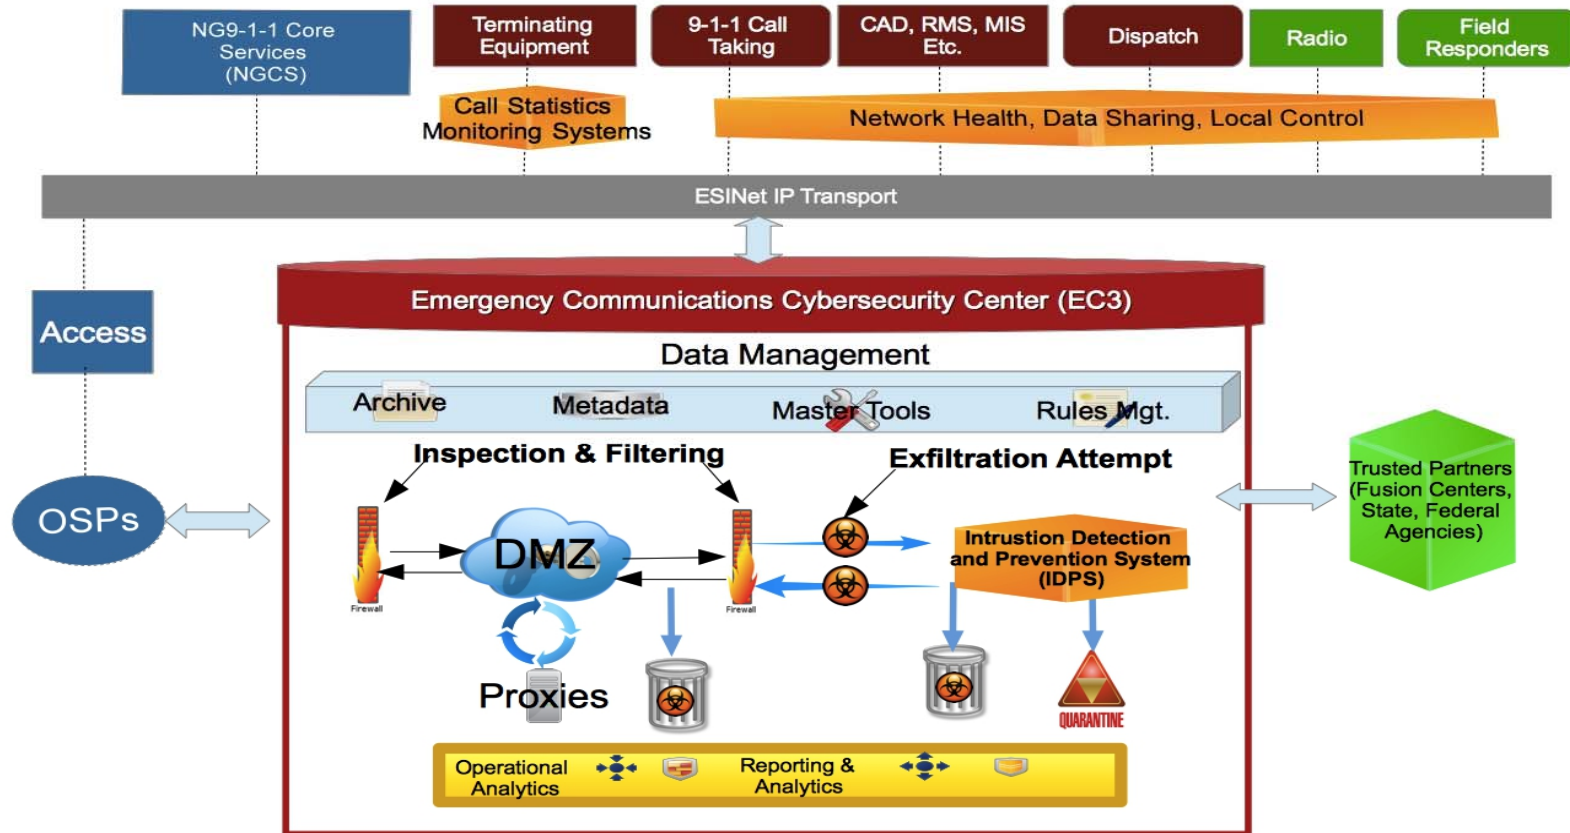 NG9-1-1 Core
Services
(NGCS)
Terminating
Equipment
9-1-1 Call
Taking
CAD, RMS, MIS
Etc.
Dispatch
Radio
Field
Responders
Call Statistics
Monitoring Systems
Network Health, Data Sharing, Local Control
ESINet IP Transport
Access
OSPs
Emergency Communications Cybersecurity Center (EC3)
Data Management
Archive
Metadata
Master Tools
Rules Mgt.
Inspection & Filtering
Exfiltration Attempt
Firewall
DMZ
Firewall
Intrustion Detection
and Prevention System
(IDPS)
Proxies
QUARANTINE
Operational
Analytics
Reporting &
Analytics
Trusted Partners
(Fusion Centers,
State, Federal
Agencies)